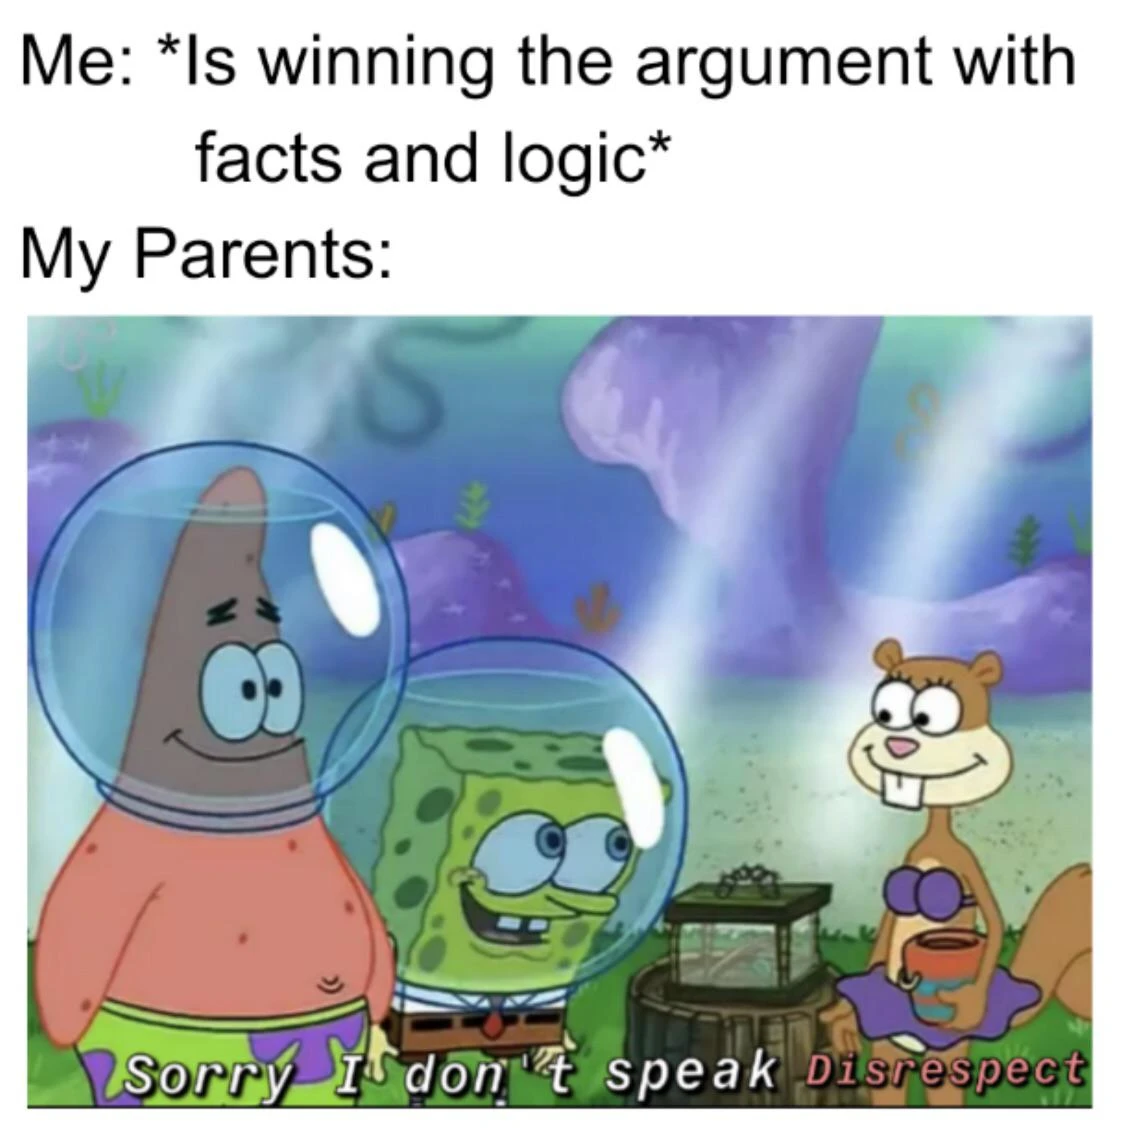 Me: *Is winning the argument with
facts and logic*
My Parents:
Sorry I don't speak Disrespect